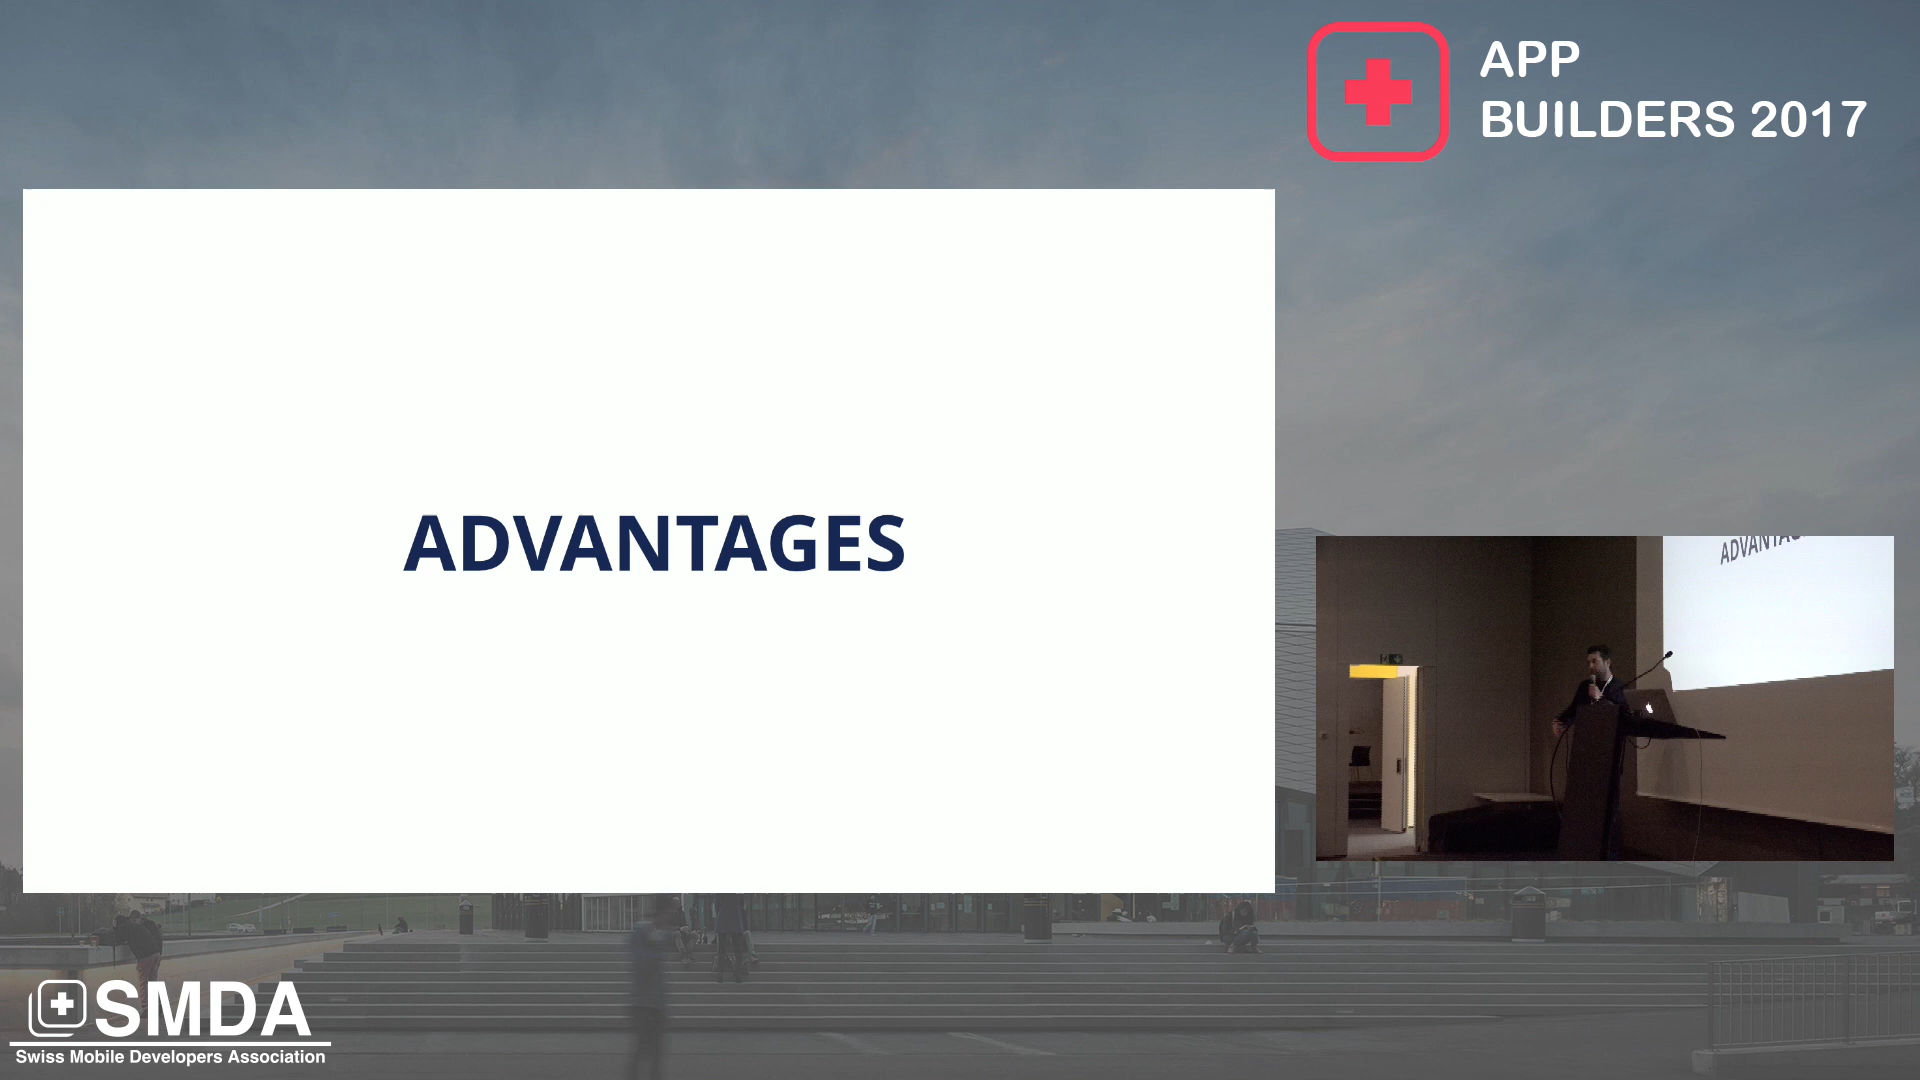 APP
BUILDERS 2017
ADVANTAGES
SMDA
Swiss Mobile Developers Association